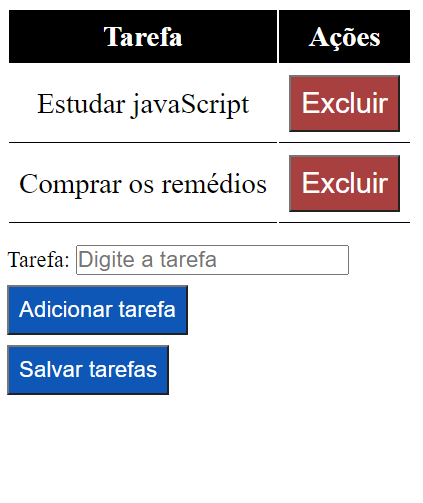 Tarefa Ações
Estudar javaScript Excluir
Comprar os remédios Excluir
Tarefa: Digite a tarefa
Adicionar tarefa
Salvar tarefas